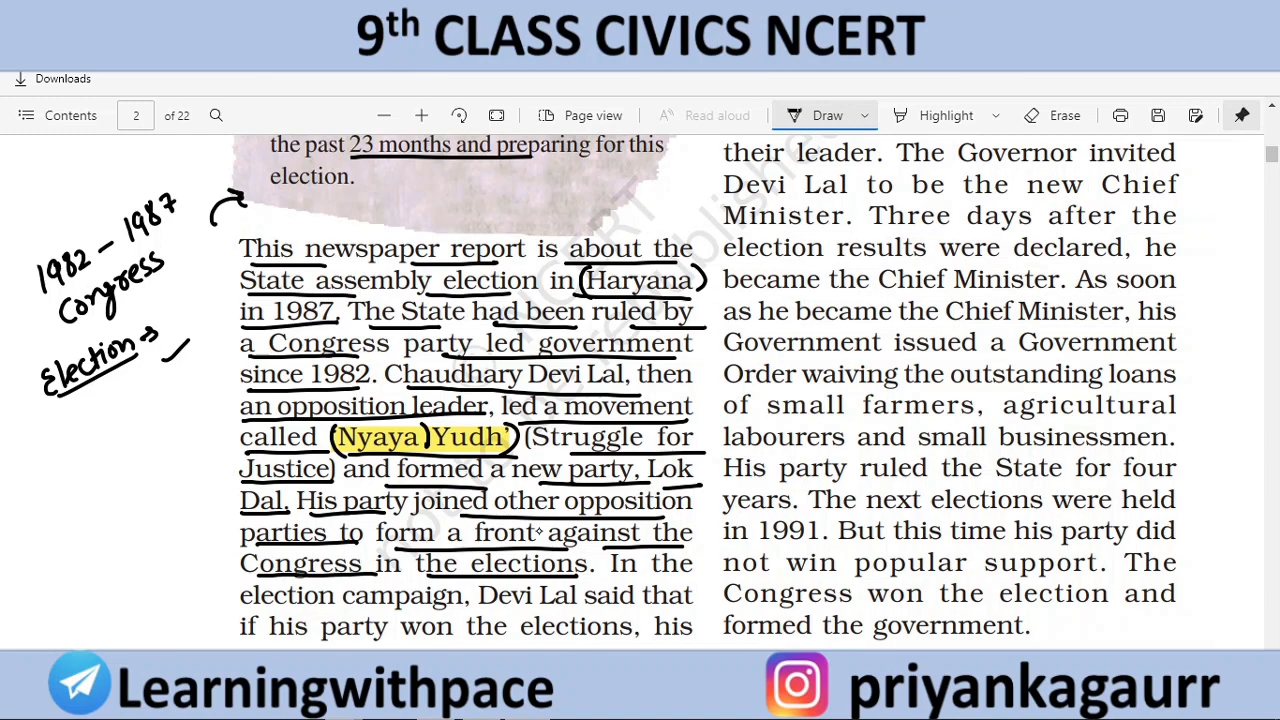 9th CLASS CIVICS NCERT
Downloads
Contents 2 of 22 Page view Read aloud Draw Highlight Erase
the past 23 months and preparing for this
election.
1982 - 1987
Congress
Election
This newspaper report is about the
State assembly election in (Haryana)
in 1987. The State had been ruled by
a Congress party led government
since 1982. Chaudhary Devi Lal, then
an opposition leader, led a movement
called ‘Nyaya Yudh’ (Struggle for
Justice) and formed a new party, Lok
Dal. His party joined other opposition
parties to form a front against the
Congress in the elections. In the
election campaign, Devi Lal said that
if his party won the elections, his
their leader. The Governor invited
Devi Lal to be the new Chief
Minister. Three days after the
election results were declared, he
became the Chief Minister. As soon
as he became the Chief Minister, his
Government issued a Government
Order waiving the outstanding loans
of small farmers, agricultural
labourers and small businessmen.
His party ruled the State for four
years. The next elections were held
in 1991. But this time his party did
not win popular support. The
Congress won the election and
formed the government.
© NCERT
not to be republished
Learningwithpace
priyankagaurr